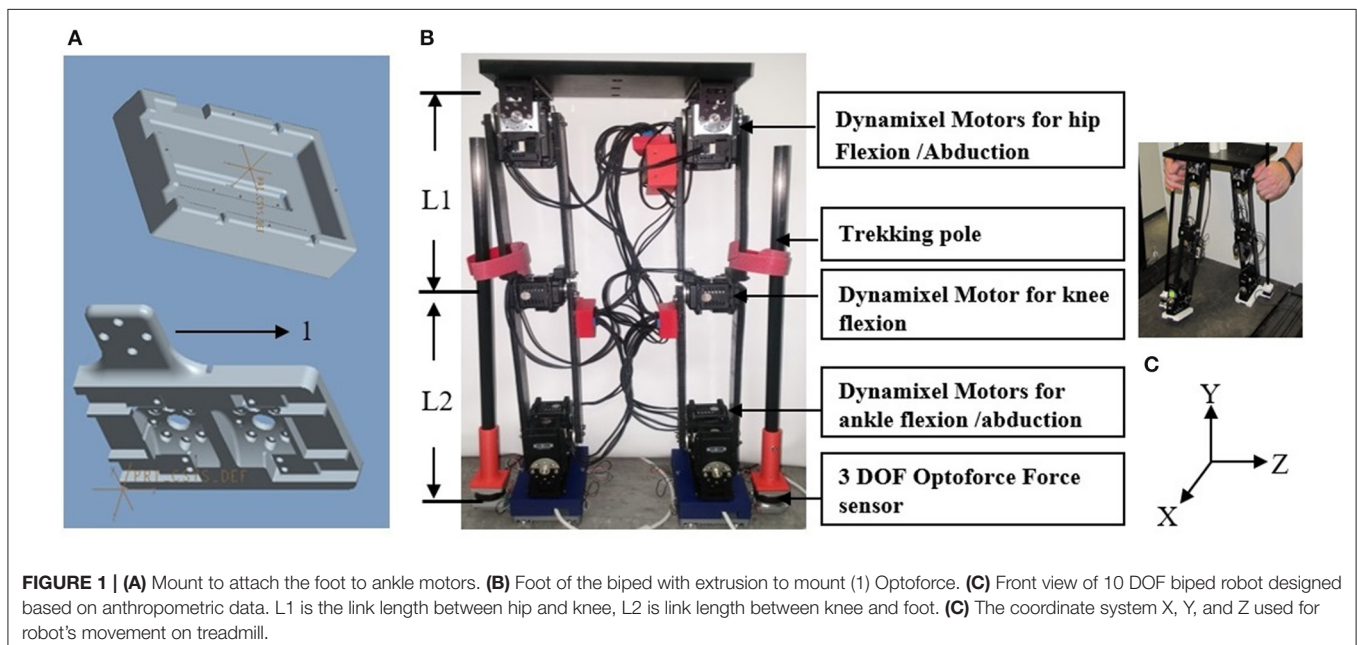 A
B
1
PRT_CSYS_DEF
L1
L2
Dynamixel Motors for hip
Flexion /Abduction
Trekking pole
Dynamixel Motor for knee
flexion
Dynamixel Motors for
ankle flexion /abduction
3 DOF Optoforce Force
sensor
C
Y
Z
X
FIGURE 1 | (A) Mount to attach the foot to ankle motors. (B) Foot of the biped with extrusion to mount (1) Optoforce. (C) Front view of 10 DOF biped robot designed
based on anthropometric data. L1 is the link length between hip and knee, L2 is link length between knee and foot. (C) The coordinate system X, Y, and Z used for
robot's movement on treadmill.